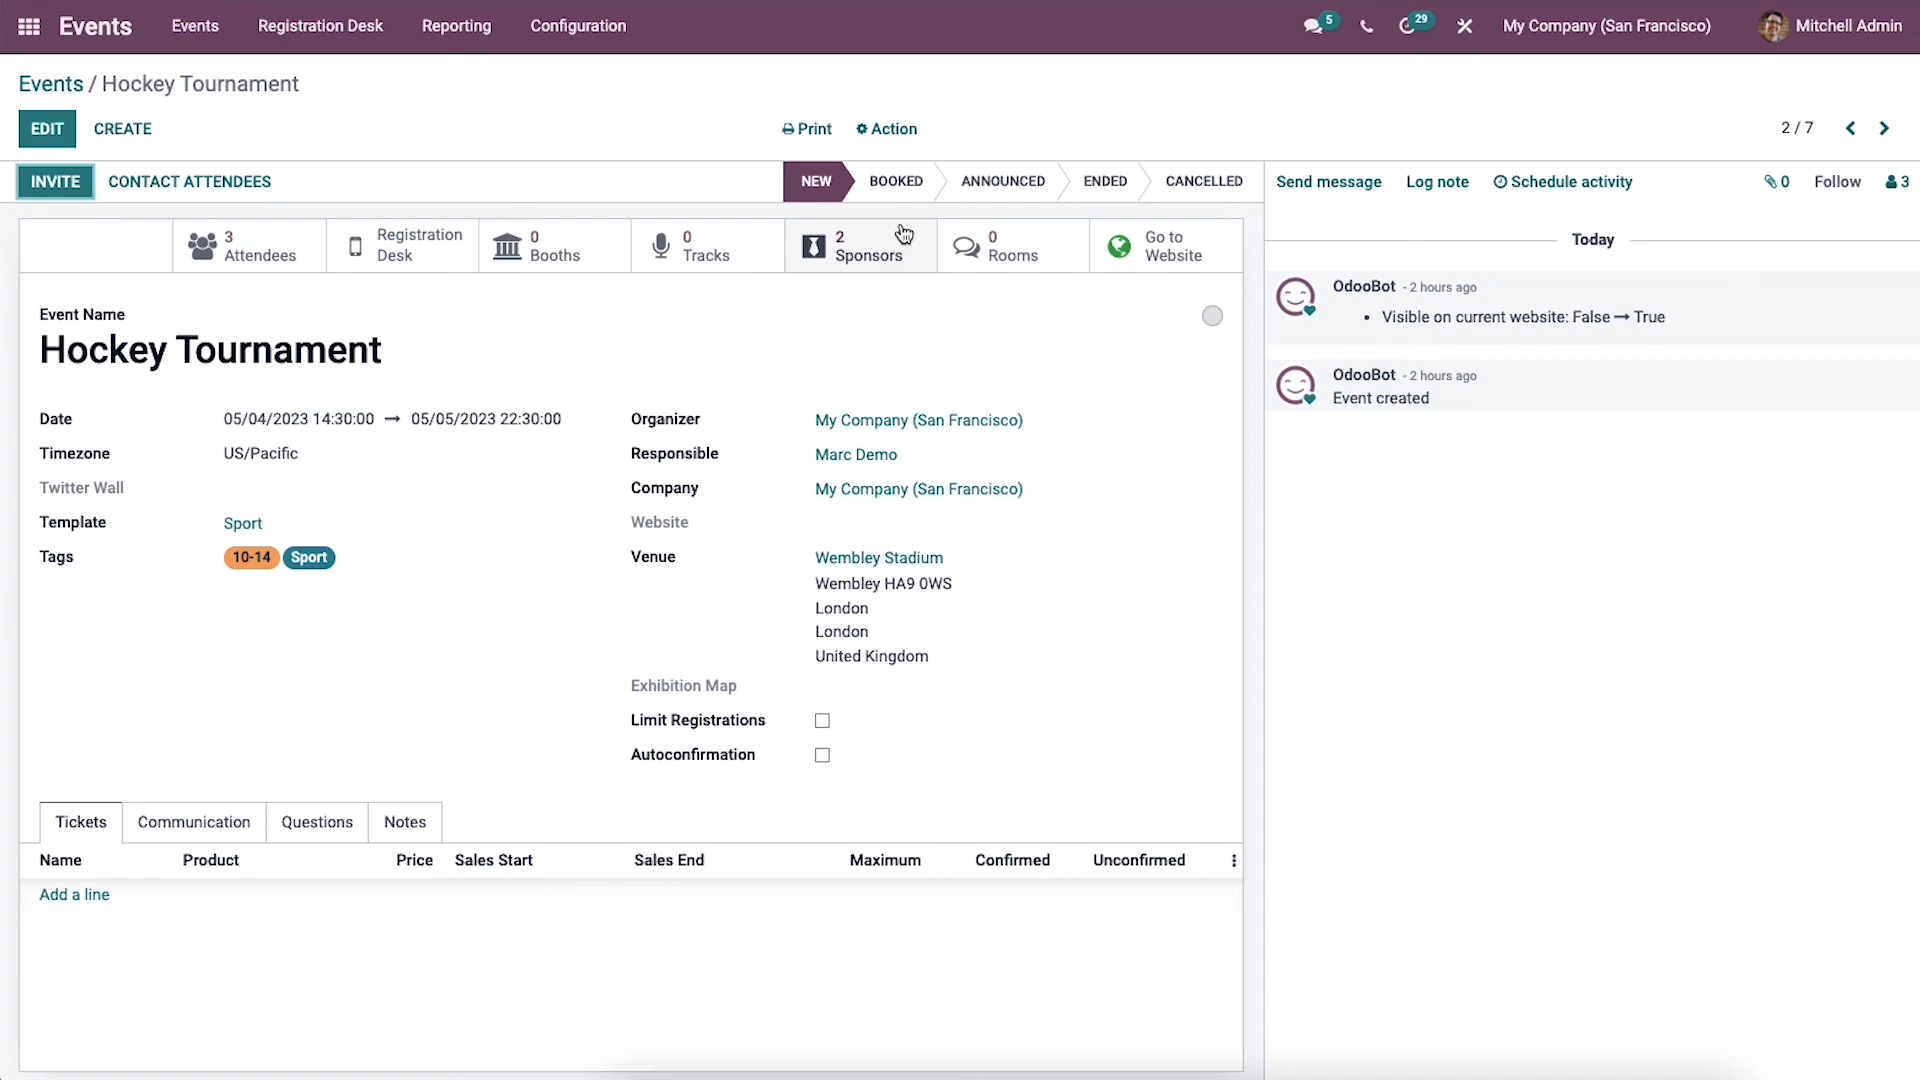 Events Events Registration Desk Reporting Configuration 5 29 My Company (San Francisco) Mitchell Admin
Events / Hockey Tournament
EDIT CREATE Print Action 2 / 7
INVITE CONTACT ATTENDEES NEW BOOKED ANNOUNCED ENDED CANCELLED Send message Log note Schedule activity 0 Follow 3
3 Attendees
Registration Desk
0 Booths
0 Tracks
2 Sponsors
0 Rooms
Go to Website
Today
OdooBot - 2 hours ago
• Visible on current website: False → True
OdooBot - 2 hours ago
Event created
Event Name
Hockey Tournament
Date 05/04/2023 14:30:00 → 05/05/2023 22:30:00
Timezone US/Pacific
Twitter Wall
Template Sport
Tags 10-14 Sport
Organizer My Company (San Francisco)
Responsible Marc Demo
Company My Company (San Francisco)
Website
Venue Wembley Stadium
Wembley HA9 0WS
London
London
United Kingdom
Exhibition Map
Limit Registrations
Autoconfirmation
Tickets Communication Questions Notes
Name Product Price Sales Start Sales End Maximum Confirmed Unconfirmed
Add a line